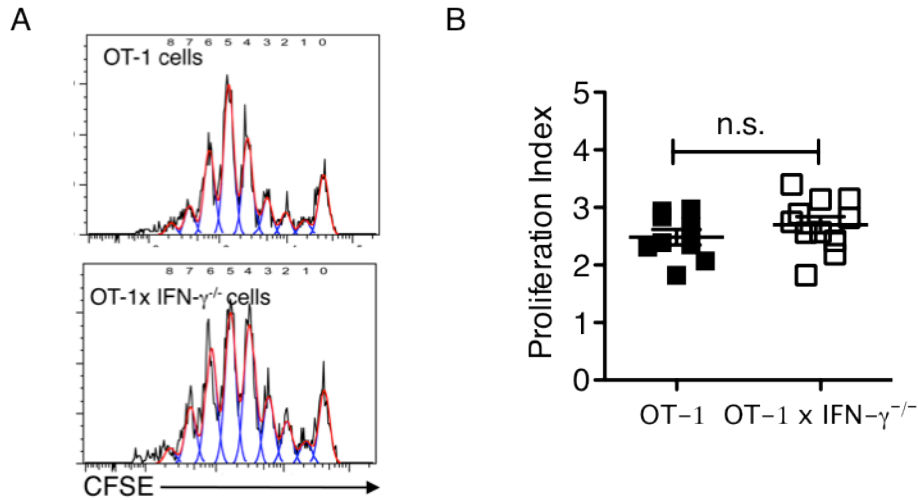 A
8 7 6 5 4 3 2 1 0
OT-1 cells
8 7 6 5 4 3 2 1 0
OT-1x IFN-γ⁻/⁻ cells
CFSE
B
n.s.
Proliferation Index
5
4
3
2
1
0
OT-1
OT-1 x IFN-γ⁻/⁻